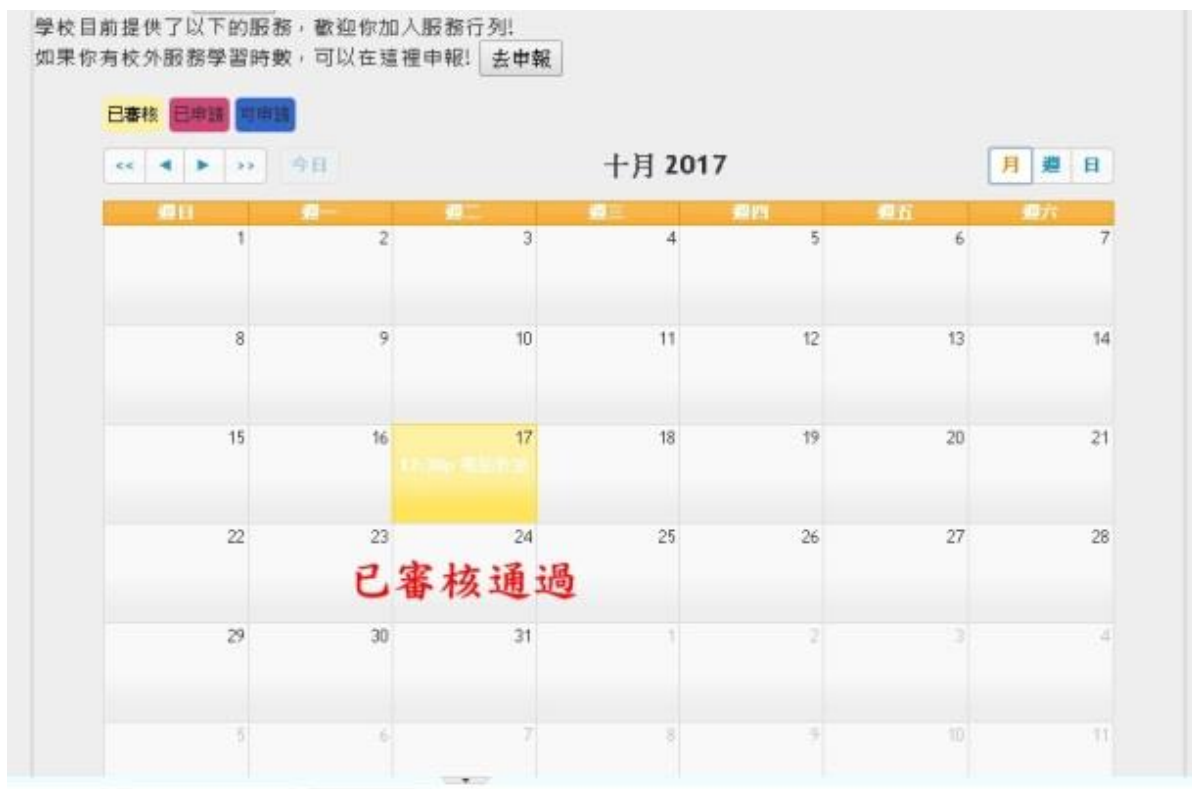 學校目前提供了以下的服務，歡迎你加入服務行列!
如果你有校外服務學習時數，可以在這裡申報! 去申報
已審核 已申請 可申請
<< ◄ ► >> 今日 十月 2017 月 週 日
週日 週一 週二 週三 週四 週五 週六
1 2 3 4 5 6 7
8 9 10 11 12 13 14
15 16 17 18 19 20 21
22 23 24 25 26 27 28
已審核通過
29 30 31 1 2 3 4
5 6 7 8 9 10 11